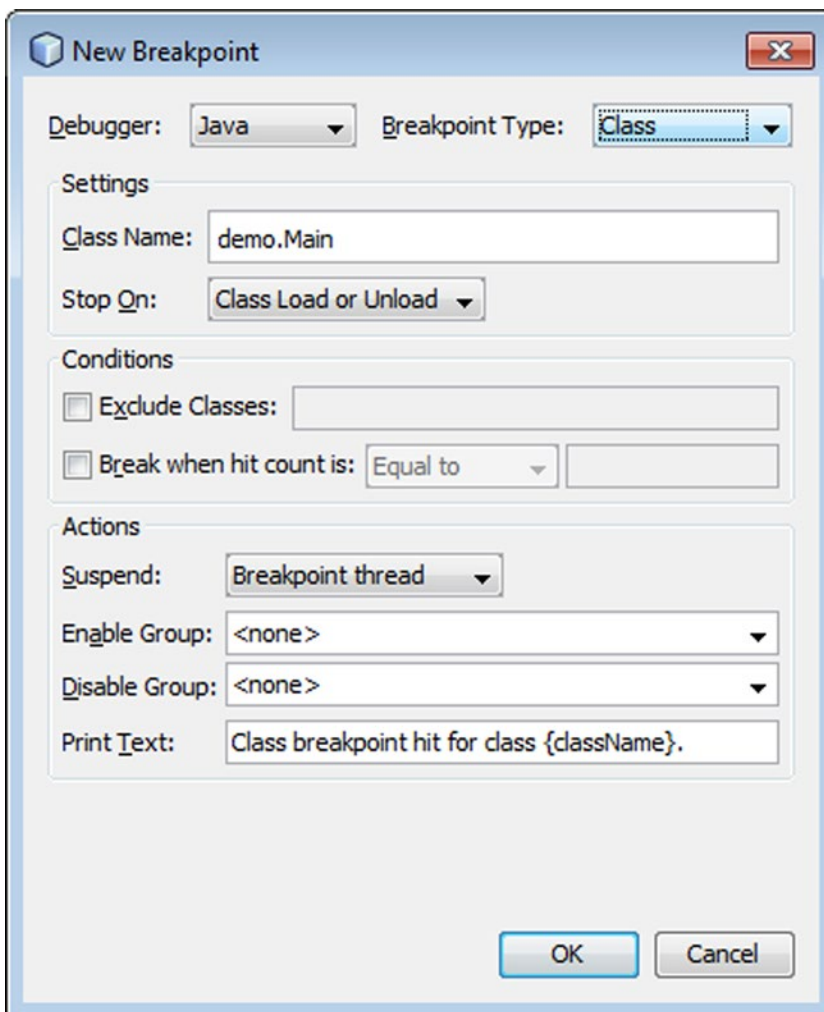 New Breakpoint
Debugger: Java Breakpoint Type: Class
Settings
Class Name: demo.Main
Stop On: Class Load or Unload
Conditions
Exclude Classes:
Break when hit count is: Equal to
Actions
Suspend: Breakpoint thread
Enable Group: <none>
Disable Group: <none>
Print Text: Class breakpoint hit for class {className}.
OK Cancel